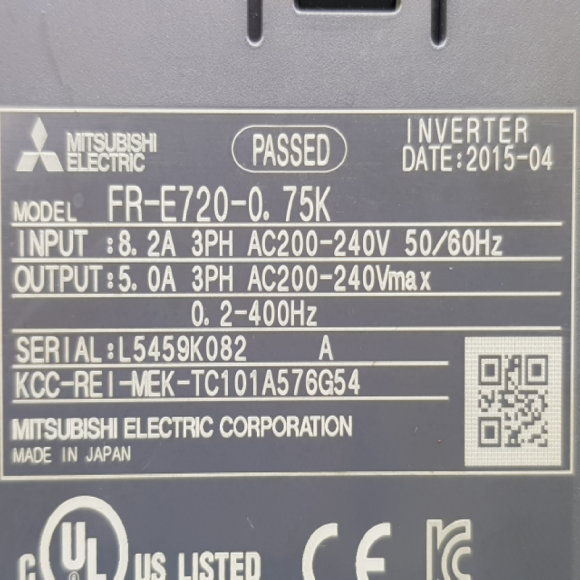 MITSUBISHI
ELECTRIC
PASSED
INVERTER
DATE:2015-04
MODEL FR-E720-0.75K
INPUT :8.2A 3PH AC200-240V 50/60Hz
OUTPUT:5.0A 3PH AC200-240Vmax
0.2-400Hz
SERIAL:L5459K082 A
KCC-REI-MEK-TC101A576G54
MITSUBISHI ELECTRIC CORPORATION
MADE IN JAPAN
C UL ® US LISTED CE